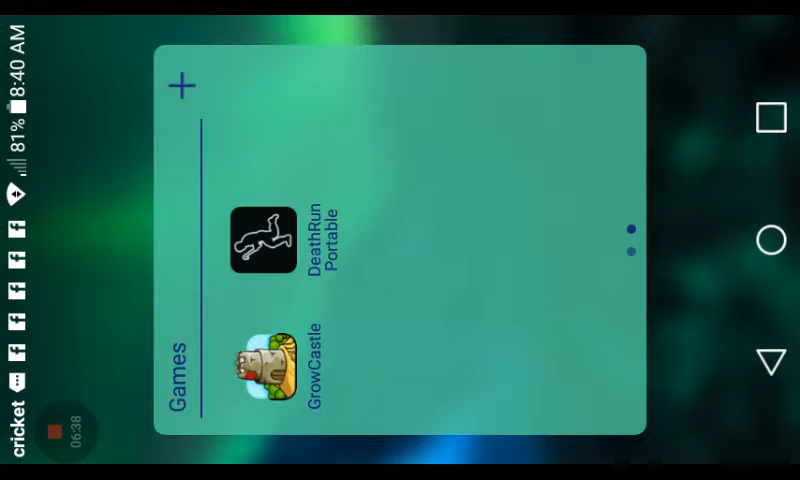 cricket 81% 8:40 AM
06:38
Games +
GrowCastle
DeathRun
Portable